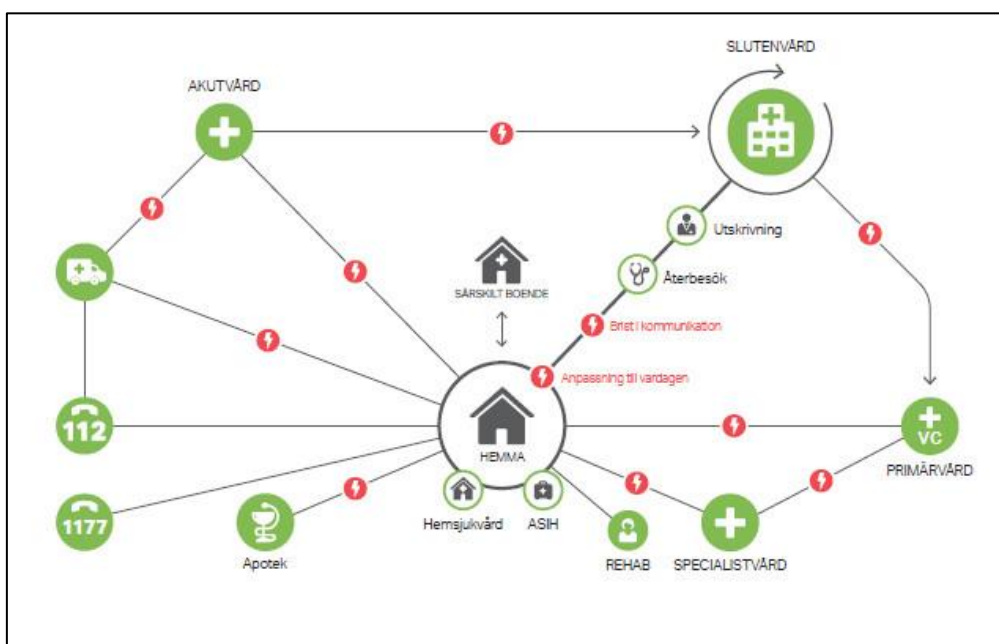 SLUTENVÅRD
AKUTVÅRD
Utskrivning
Återbesök
SÄRSKILT BOENDE
Brist i kommunikation
Anpassning till vardagen
112
HEMMA
VC
PRIMÄRVÅRD
1177
Hemsjukvård
ASIH
Apotek
REHAB
SPECIALISTVÅRD